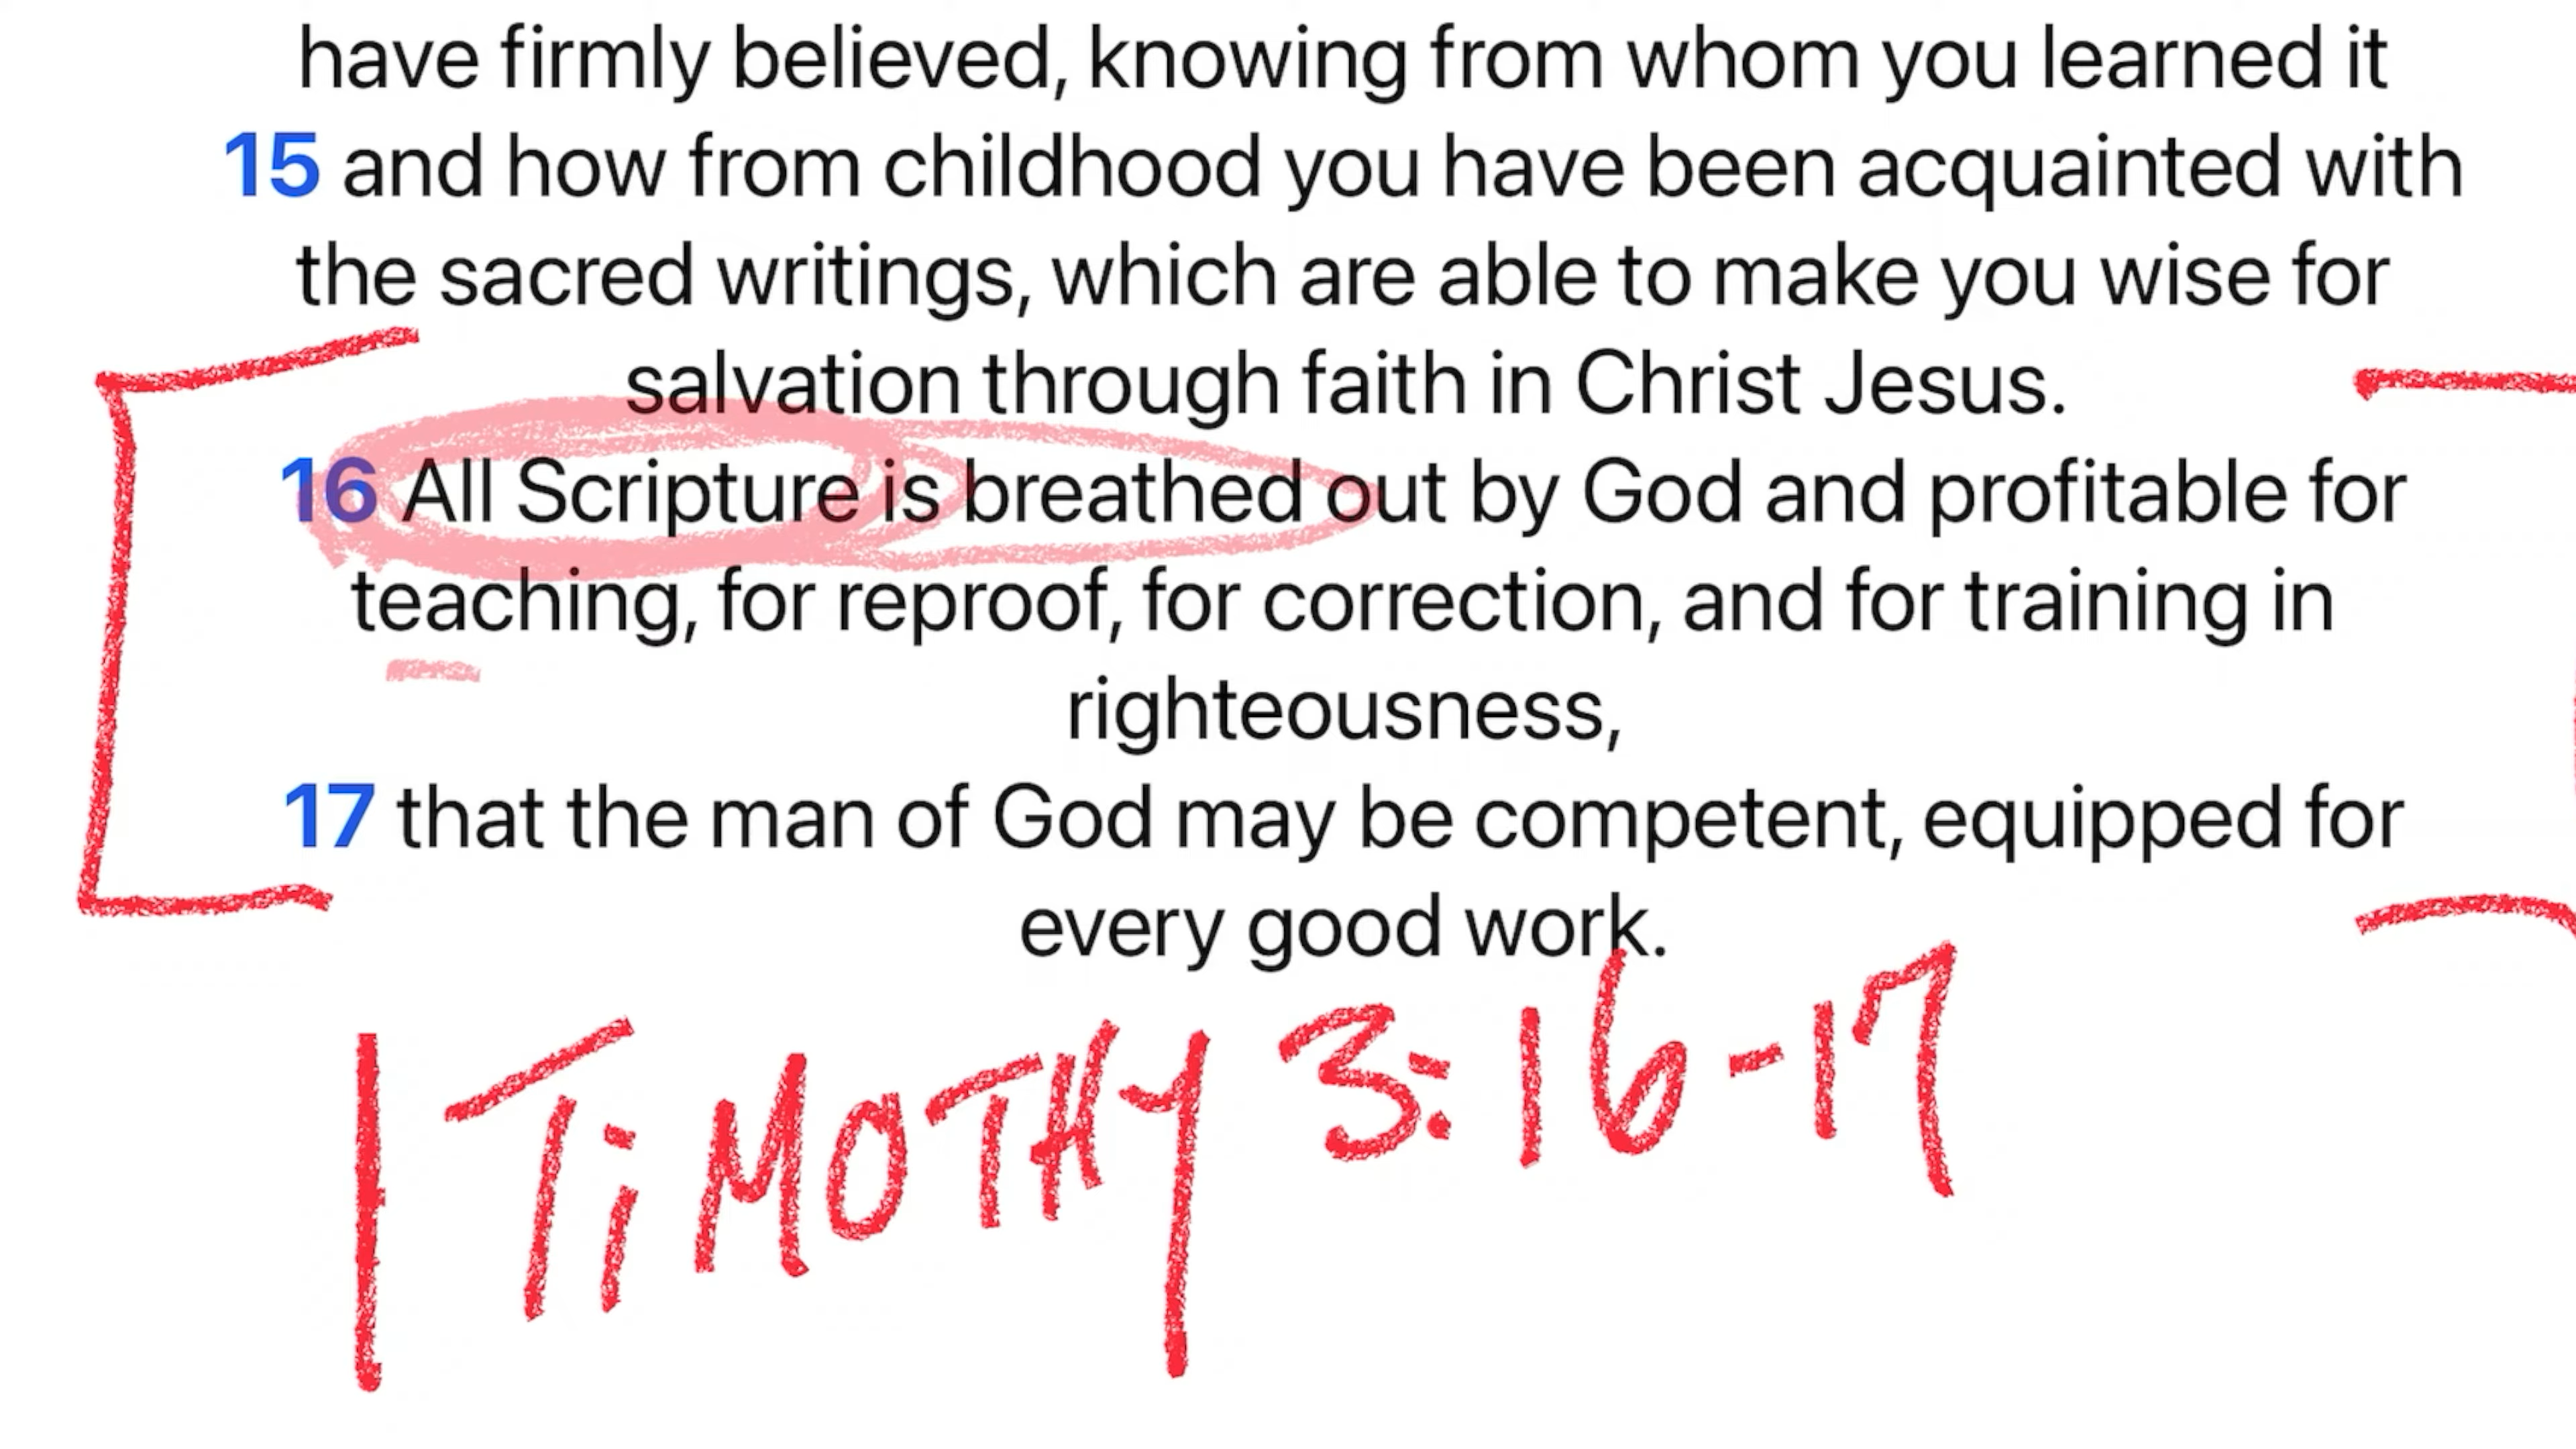 have firmly believed, knowing from whom you learned it
15 and how from childhood you have been acquainted with
the sacred writings, which are able to make you wise for
salvation through faith in Christ Jesus.
16 All Scripture is breathed out by God and profitable for
teaching, for reproof, for correction, and for training in
righteousness,
17 that the man of God may be competent, equipped for
every good work.
1 TiMOTHY 3:16-17